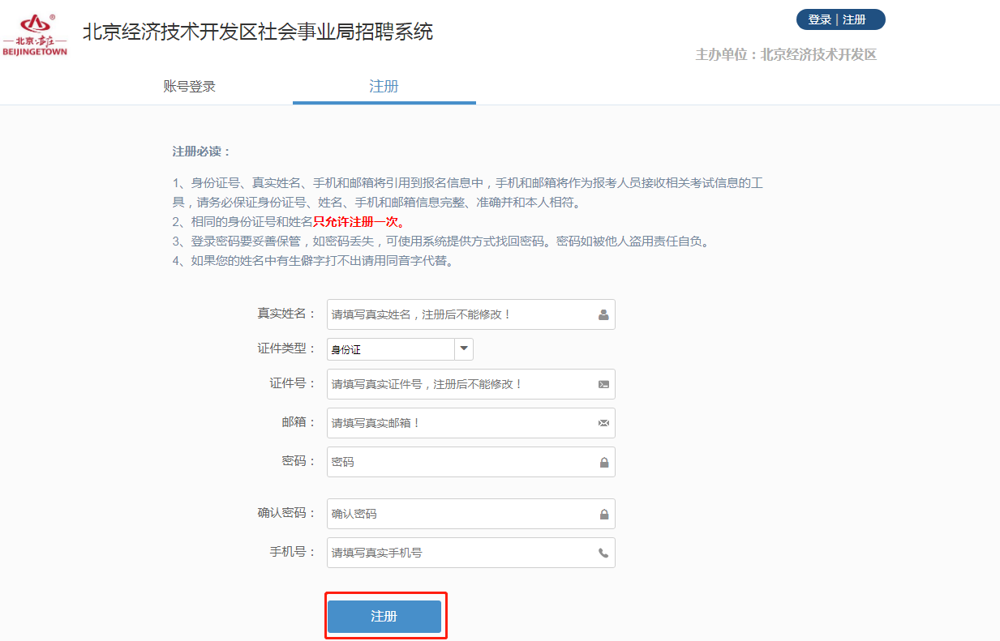 北京经济技术开发区社会事业局招聘系统
登录 | 注册
北京·亦庄
BEIJINGETOWN
®
主办单位：北京经济技术开发区
账号登录
注册
注册必读：
1、身份证号、真实姓名、手机和邮箱将引用到报名信息中，手机和邮箱将作为报考人员接收相关考试信息的工
具，请务必保证身份证号、姓名、手机和邮箱信息完整、准确并和本人相符。
2、相同的身份证号和姓名只允许注册一次。
3、登录密码要妥善保管，如密码丢失，可使用系统提供方式找回密码。密码如被他人盗用责任自负。
4、如果您的姓名中有生僻字打不出请用同音字代替。
真实姓名： 请填写真实姓名，注册后不能修改！
证件类型： 身份证
证件号： 请填写真实证件号，注册后不能修改！
邮箱： 请填写真实邮箱！
密码： 密码
确认密码： 确认密码
手机号： 请填写真实手机号
注册